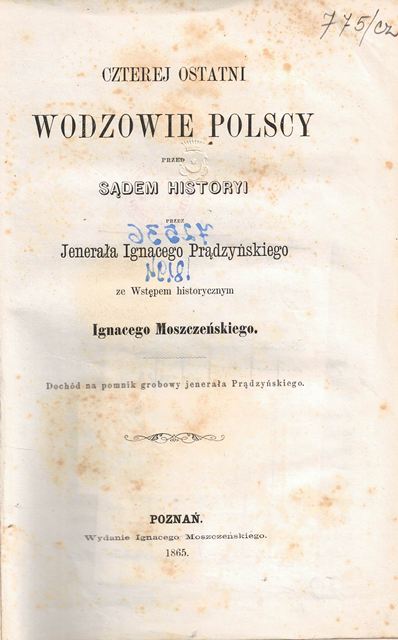 775/cz
CZTEREJ OSTATNI
WODZOWIE POLSCY
PRZED
SĄDEM HISTORYI
PRZEZ
72536
Jenerała Ignacego Prądzyńskiego
ze Wstępem historycznym
Ignacego Moszczeńskiego.
Dochód na pomnik grobowy jenerała Prądzyńskiego.
POZNAŃ.
Wydanie Ignacego Moszczeńskiego.
1865.